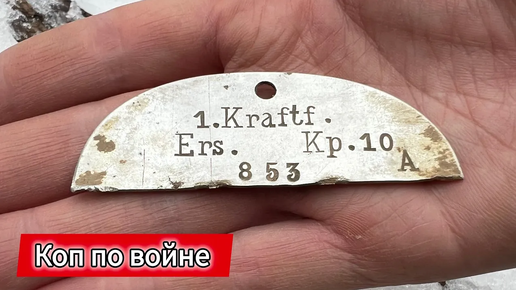 1.Kraftf.
Ers. Kp.10
853 A
Коп по войне